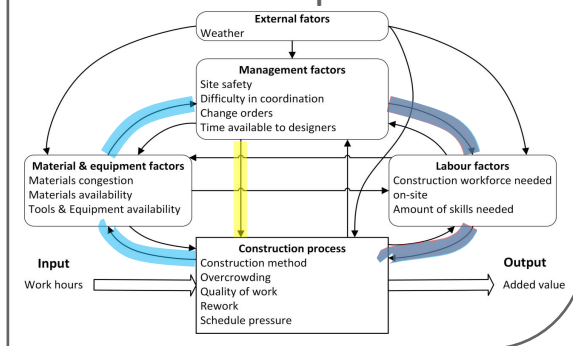 External fators
Weather
Management factors
Site safety
Difficulty in coordination
Change orders
Time available to designers
Material & equipment factors
Materials congestion
Materials availability
Tools & Equipment availability
Labour factors
Construction workforce needed
on-site
Amount of skills needed
Construction process
Construction method
Overcrowding
Quality of work
Rework
Schedule pressure
Input
Work hours
Output
Added value